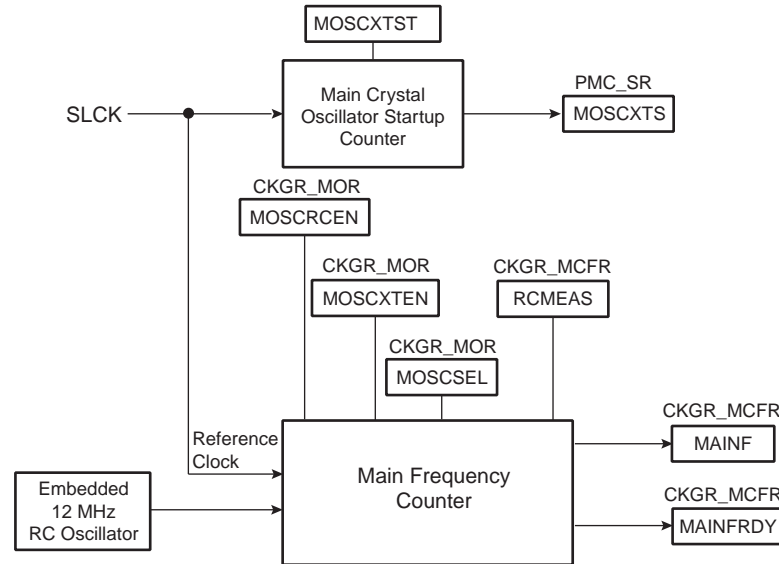 MOSCXTST
Main Crystal
Oscillator Startup
Counter
SLCK
PMC_SR
MOSCXTS
CKGR_MOR
MOSCRCEN
CKGR_MOR
MOSCXTEN
CKGR_MCFR
RCMEAS
CKGR_MOR
MOSCSEL
Reference
Clock
Main Frequency
Counter
CKGR_MCFR
MAINF
Embedded
12 MHz
RC Oscillator
CKGR_MCFR
MAINFRDY